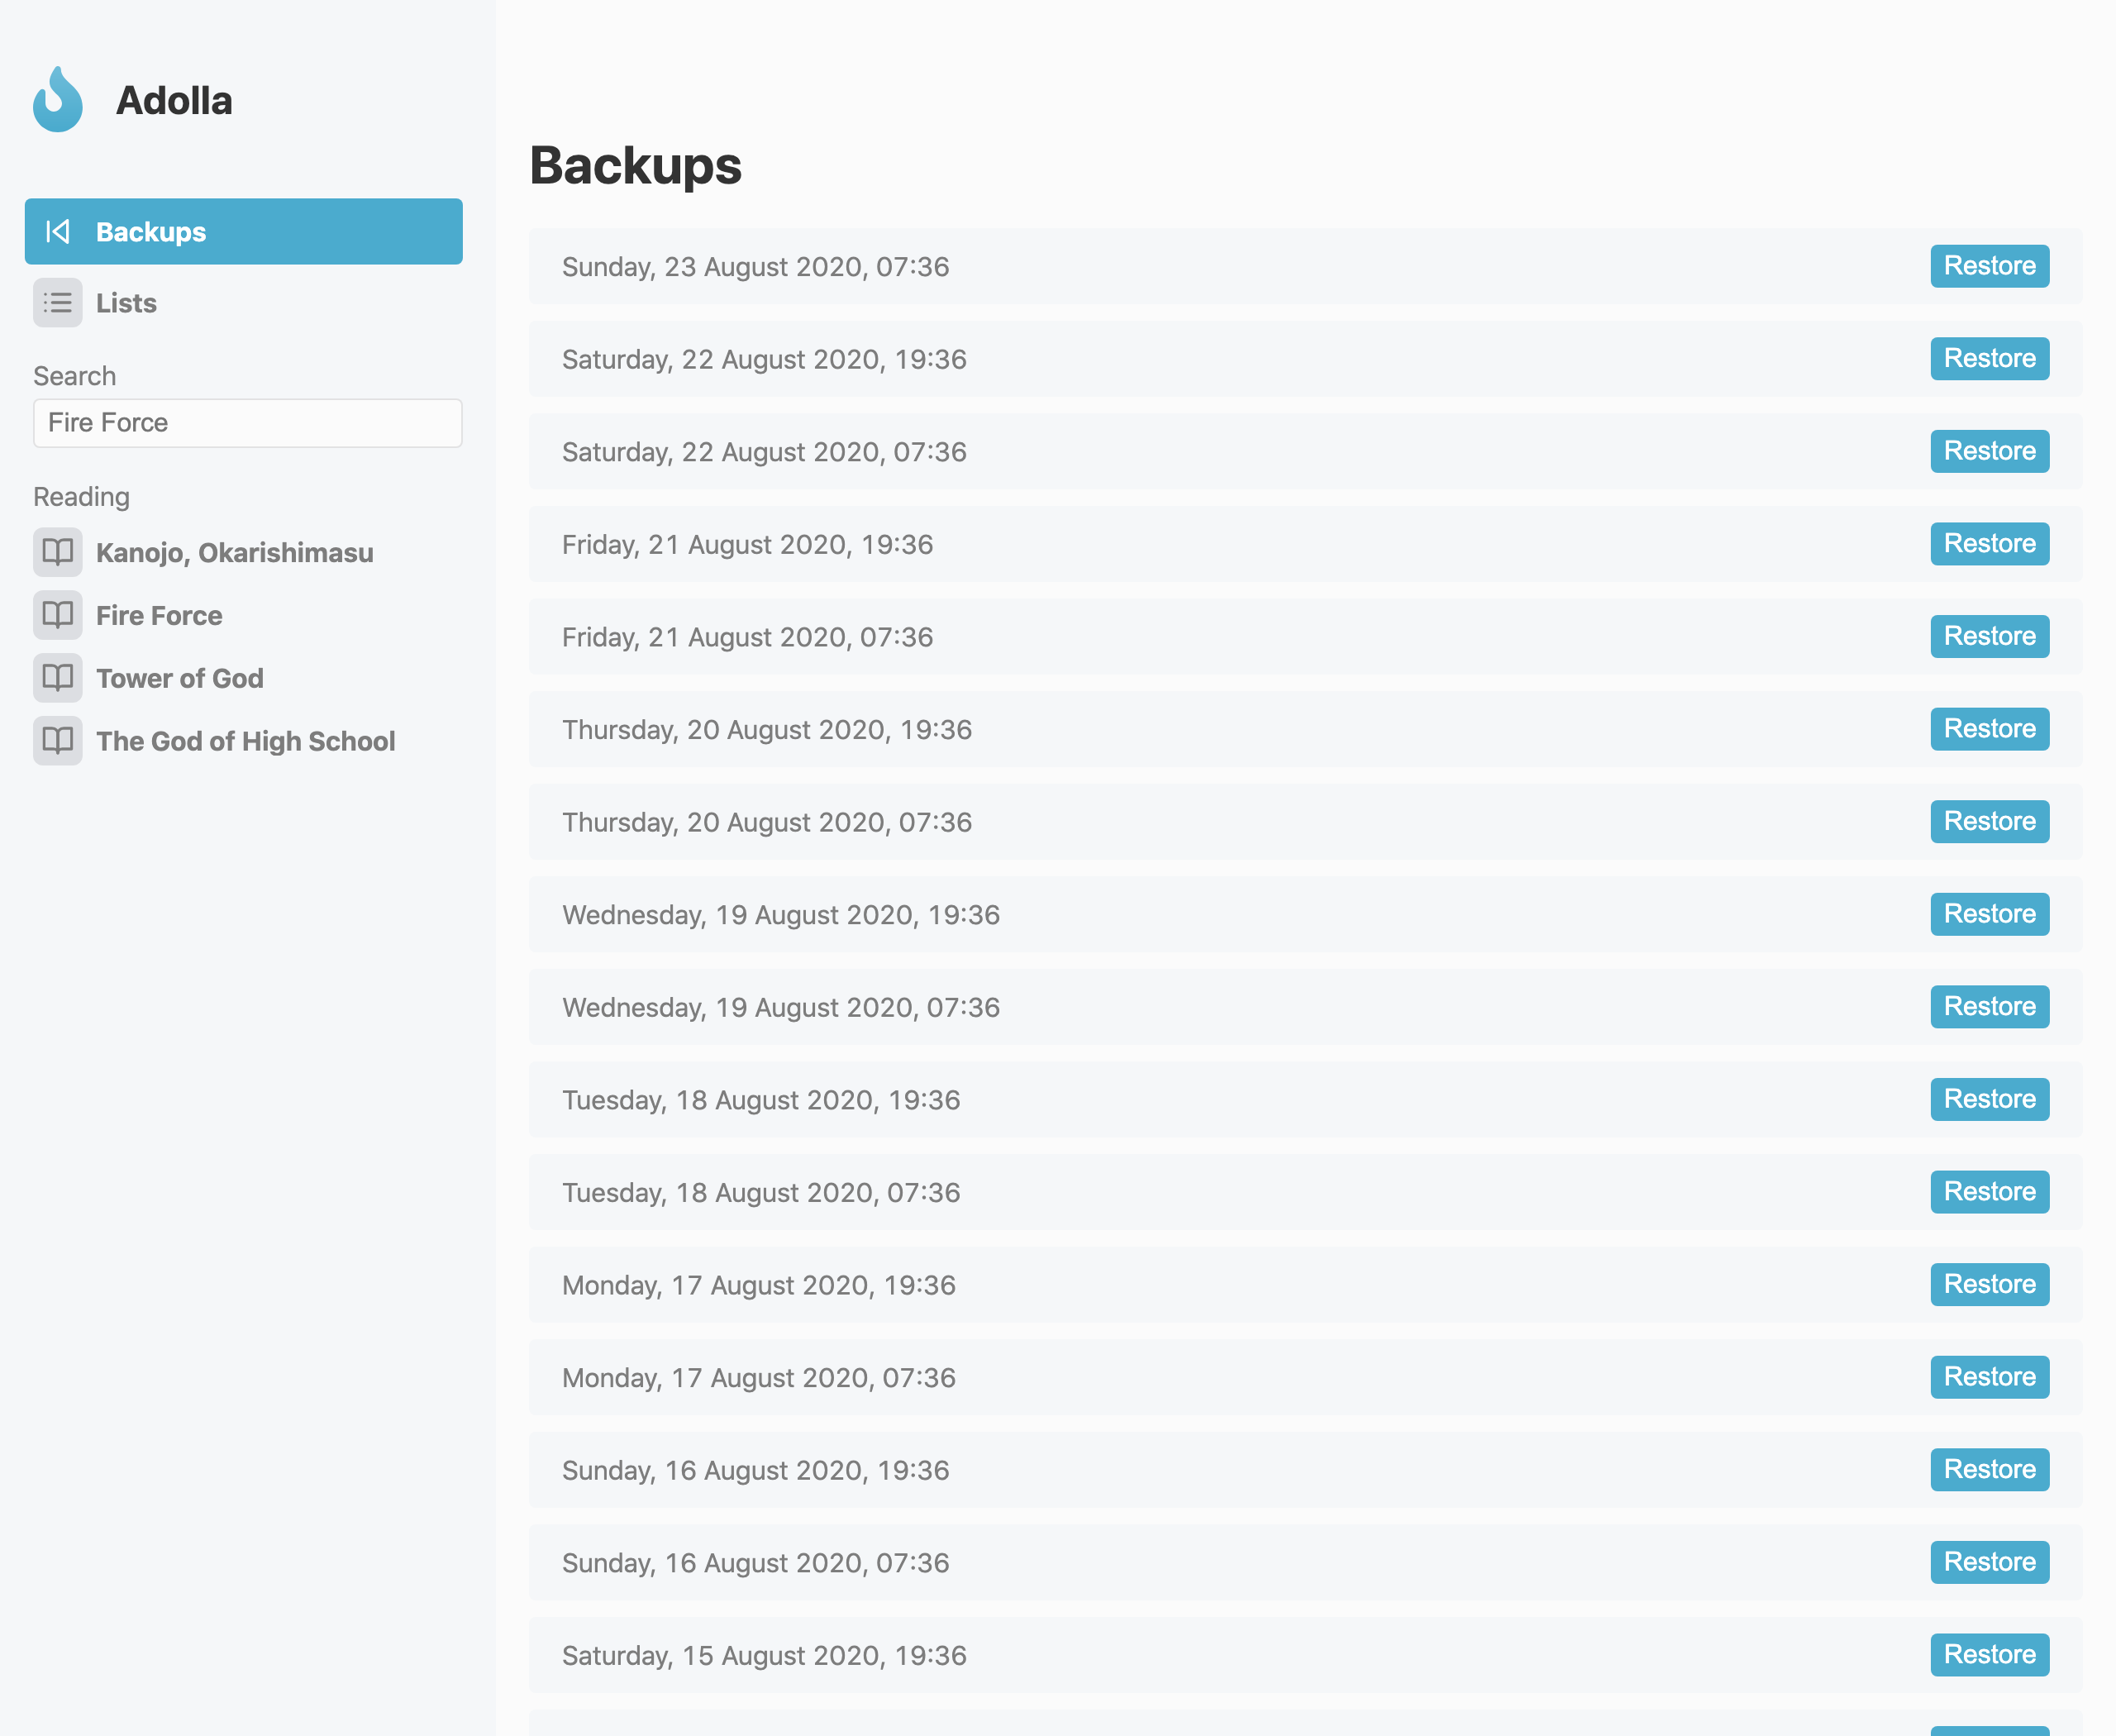 Adolla
Backups
Lists
Search
Fire Force
Reading
Kanojo, Okarishimasu
Fire Force
Tower of God
The God of High School
Backups
Sunday, 23 August 2020, 07:36 Restore
Saturday, 22 August 2020, 19:36 Restore
Saturday, 22 August 2020, 07:36 Restore
Friday, 21 August 2020, 19:36 Restore
Friday, 21 August 2020, 07:36 Restore
Thursday, 20 August 2020, 19:36 Restore
Thursday, 20 August 2020, 07:36 Restore
Wednesday, 19 August 2020, 19:36 Restore
Wednesday, 19 August 2020, 07:36 Restore
Tuesday, 18 August 2020, 19:36 Restore
Tuesday, 18 August 2020, 07:36 Restore
Monday, 17 August 2020, 19:36 Restore
Monday, 17 August 2020, 07:36 Restore
Sunday, 16 August 2020, 19:36 Restore
Sunday, 16 August 2020, 07:36 Restore
Saturday, 15 August 2020, 19:36 Restore